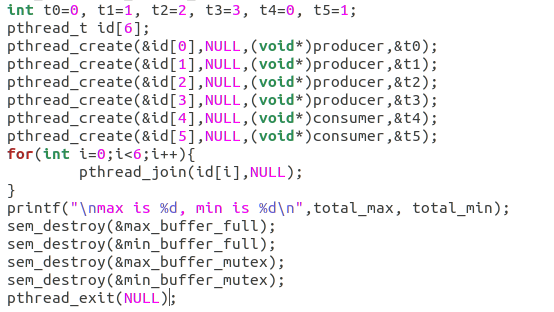 int t0=0, t1=1, t2=2, t3=3, t4=0, t5=1;
pthread_t id[6];
pthread_create(&id[0],NULL,(void*)producer,&t0);
pthread_create(&id[1],NULL,(void*)producer,&t1);
pthread_create(&id[2],NULL,(void*)producer,&t2);
pthread_create(&id[3],NULL,(void*)producer,&t3);
pthread_create(&id[4],NULL,(void*)consumer,&t4);
pthread_create(&id[5],NULL,(void*)consumer,&t5);
for(int i=0;i<6;i++){
        pthread_join(id[i],NULL);
}
printf("\nmax is %d, min is %d\n",total_max, total_min);
sem_destroy(&max_buffer_full);
sem_destroy(&min_buffer_full);
sem_destroy(&max_buffer_mutex);
sem_destroy(&min_buffer_mutex);
pthread_exit(NULL);